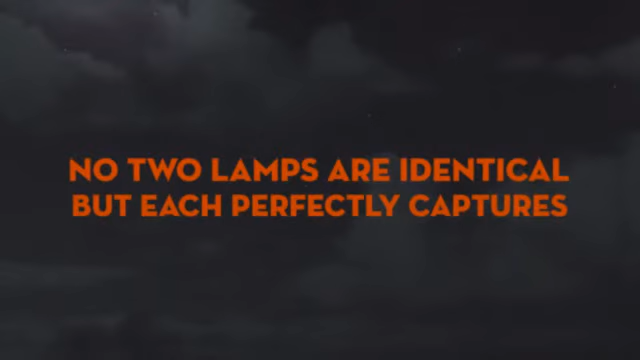 NO TWO LAMPS ARE IDENTICAL
BUT EACH PERFECTLY CAPTURES